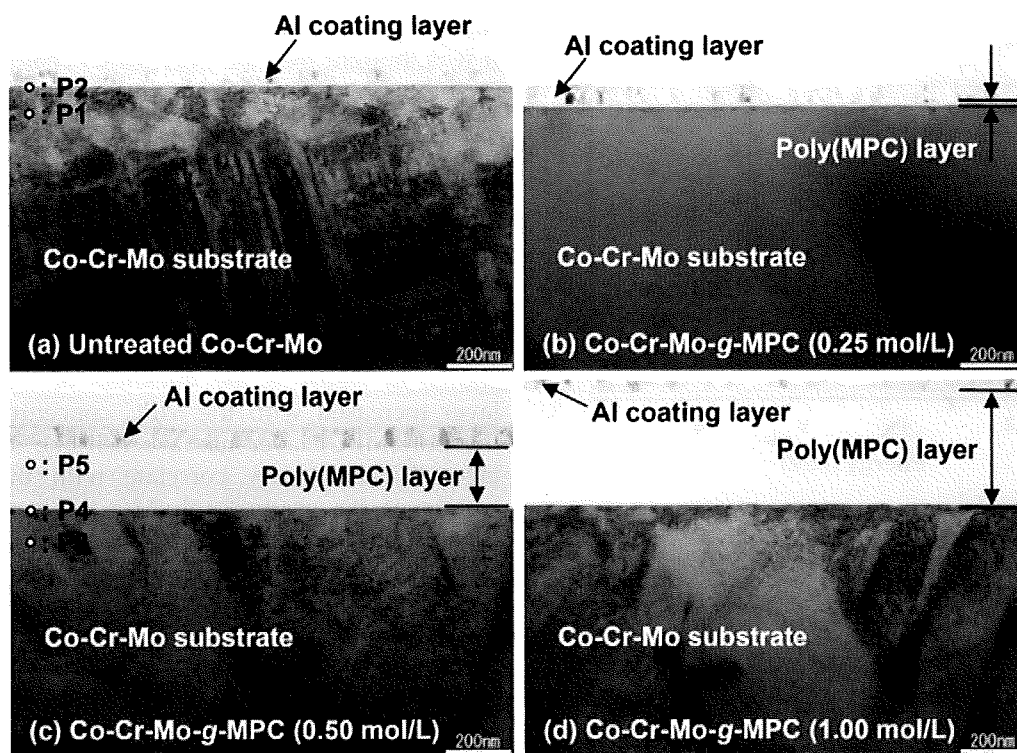 Al coating layer
: P2
: P1
Co-Cr-Mo substrate
(a) Untreated Co-Cr-Mo
200nm
Al coating layer
Poly(MPC) layer
Co-Cr-Mo substrate
(b) Co-Cr-Mo-g-MPC (0.25 mol/L)
200nm
Al coating layer
: P5
Poly(MPC) layer
: P4
Co-Cr-Mo substrate
(c) Co-Cr-Mo-g-MPC (0.50 mol/L)
200nm
Al coating layer
Poly(MPC) layer
Co-Cr-Mo substrate
(d) Co-Cr-Mo-g-MPC (1.00 mol/L)
200nm